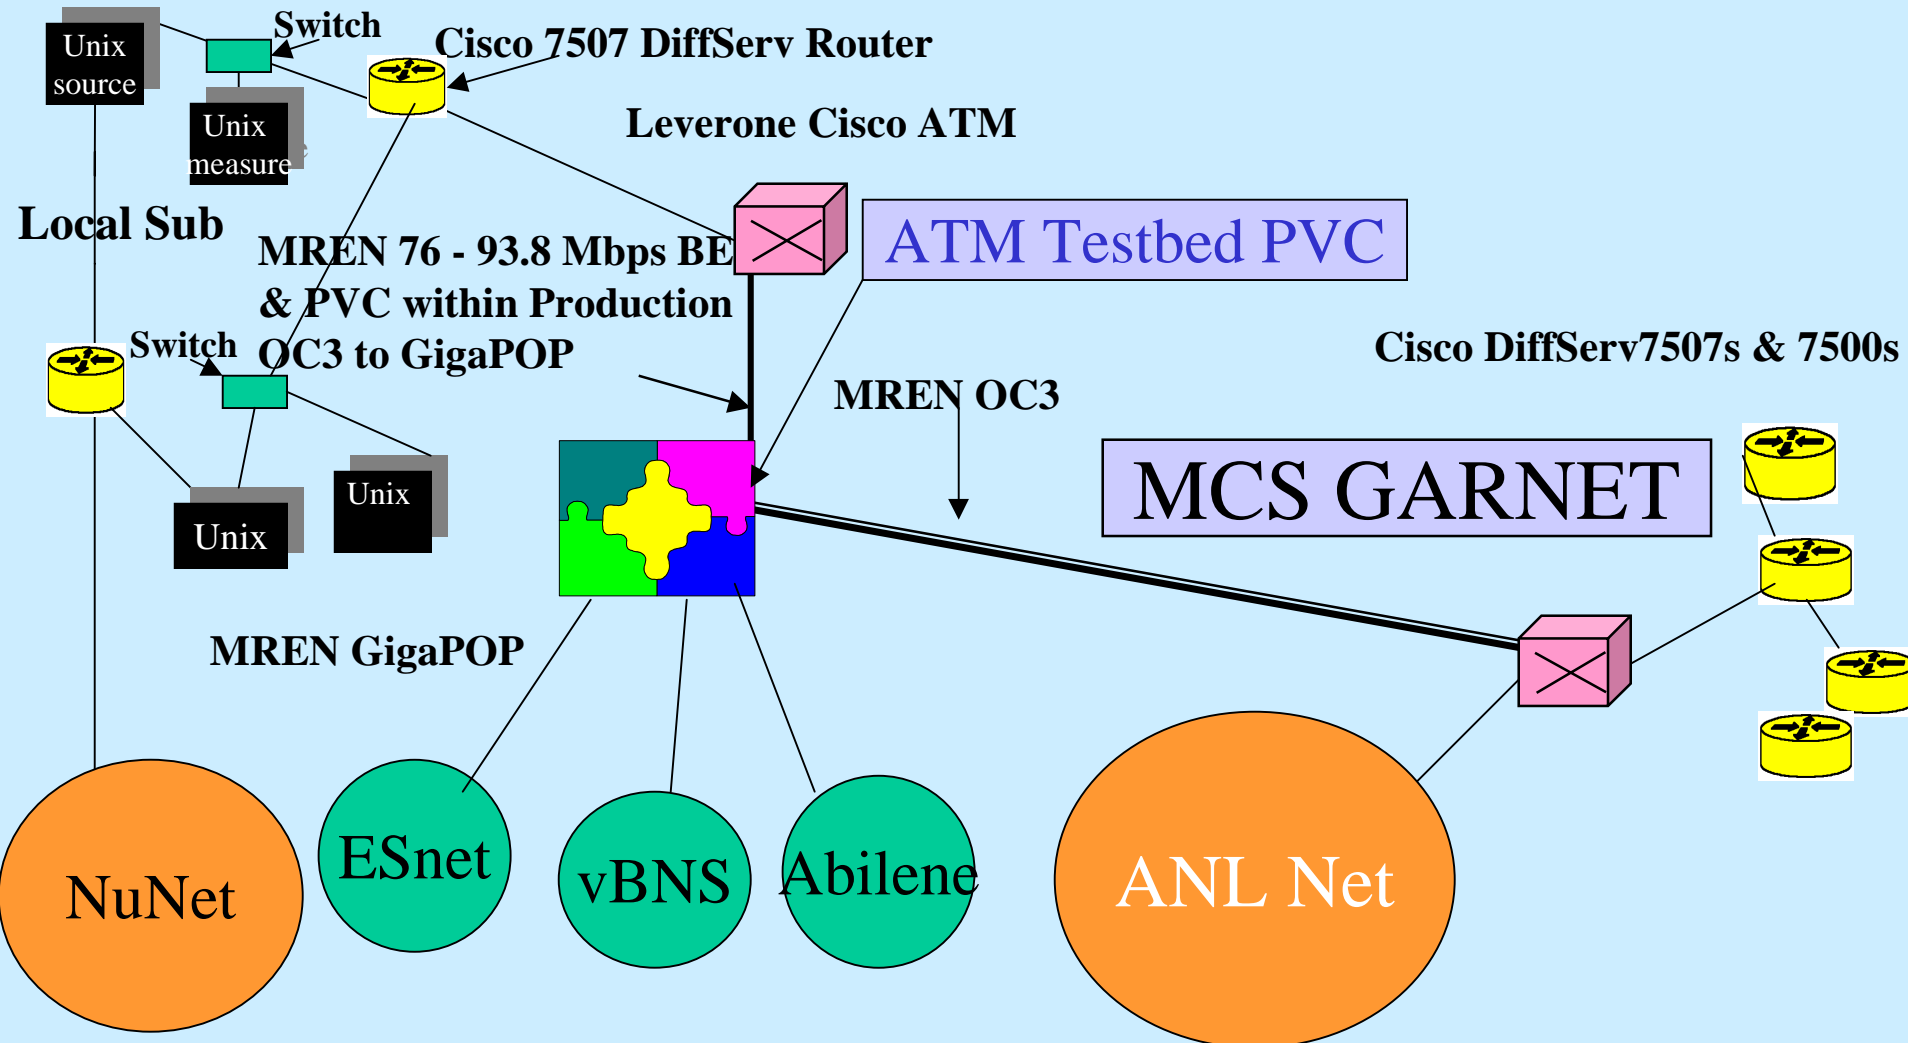 Unix
source
Switch
Cisco 7507 DiffServ Router
Unix
measure
Leverone Cisco ATM
Local Sub
ATM Testbed PVC
MREN 76 - 93.8 Mbps BE
& PVC within Production
OC3 to GigaPOP
Switch
Cisco DiffServ7507s & 7500s
MREN OC3
MCS GARNET
Unix
Unix
MREN GigaPOP
NuNet
ESnet
vBNS
Abilene
ANL Net